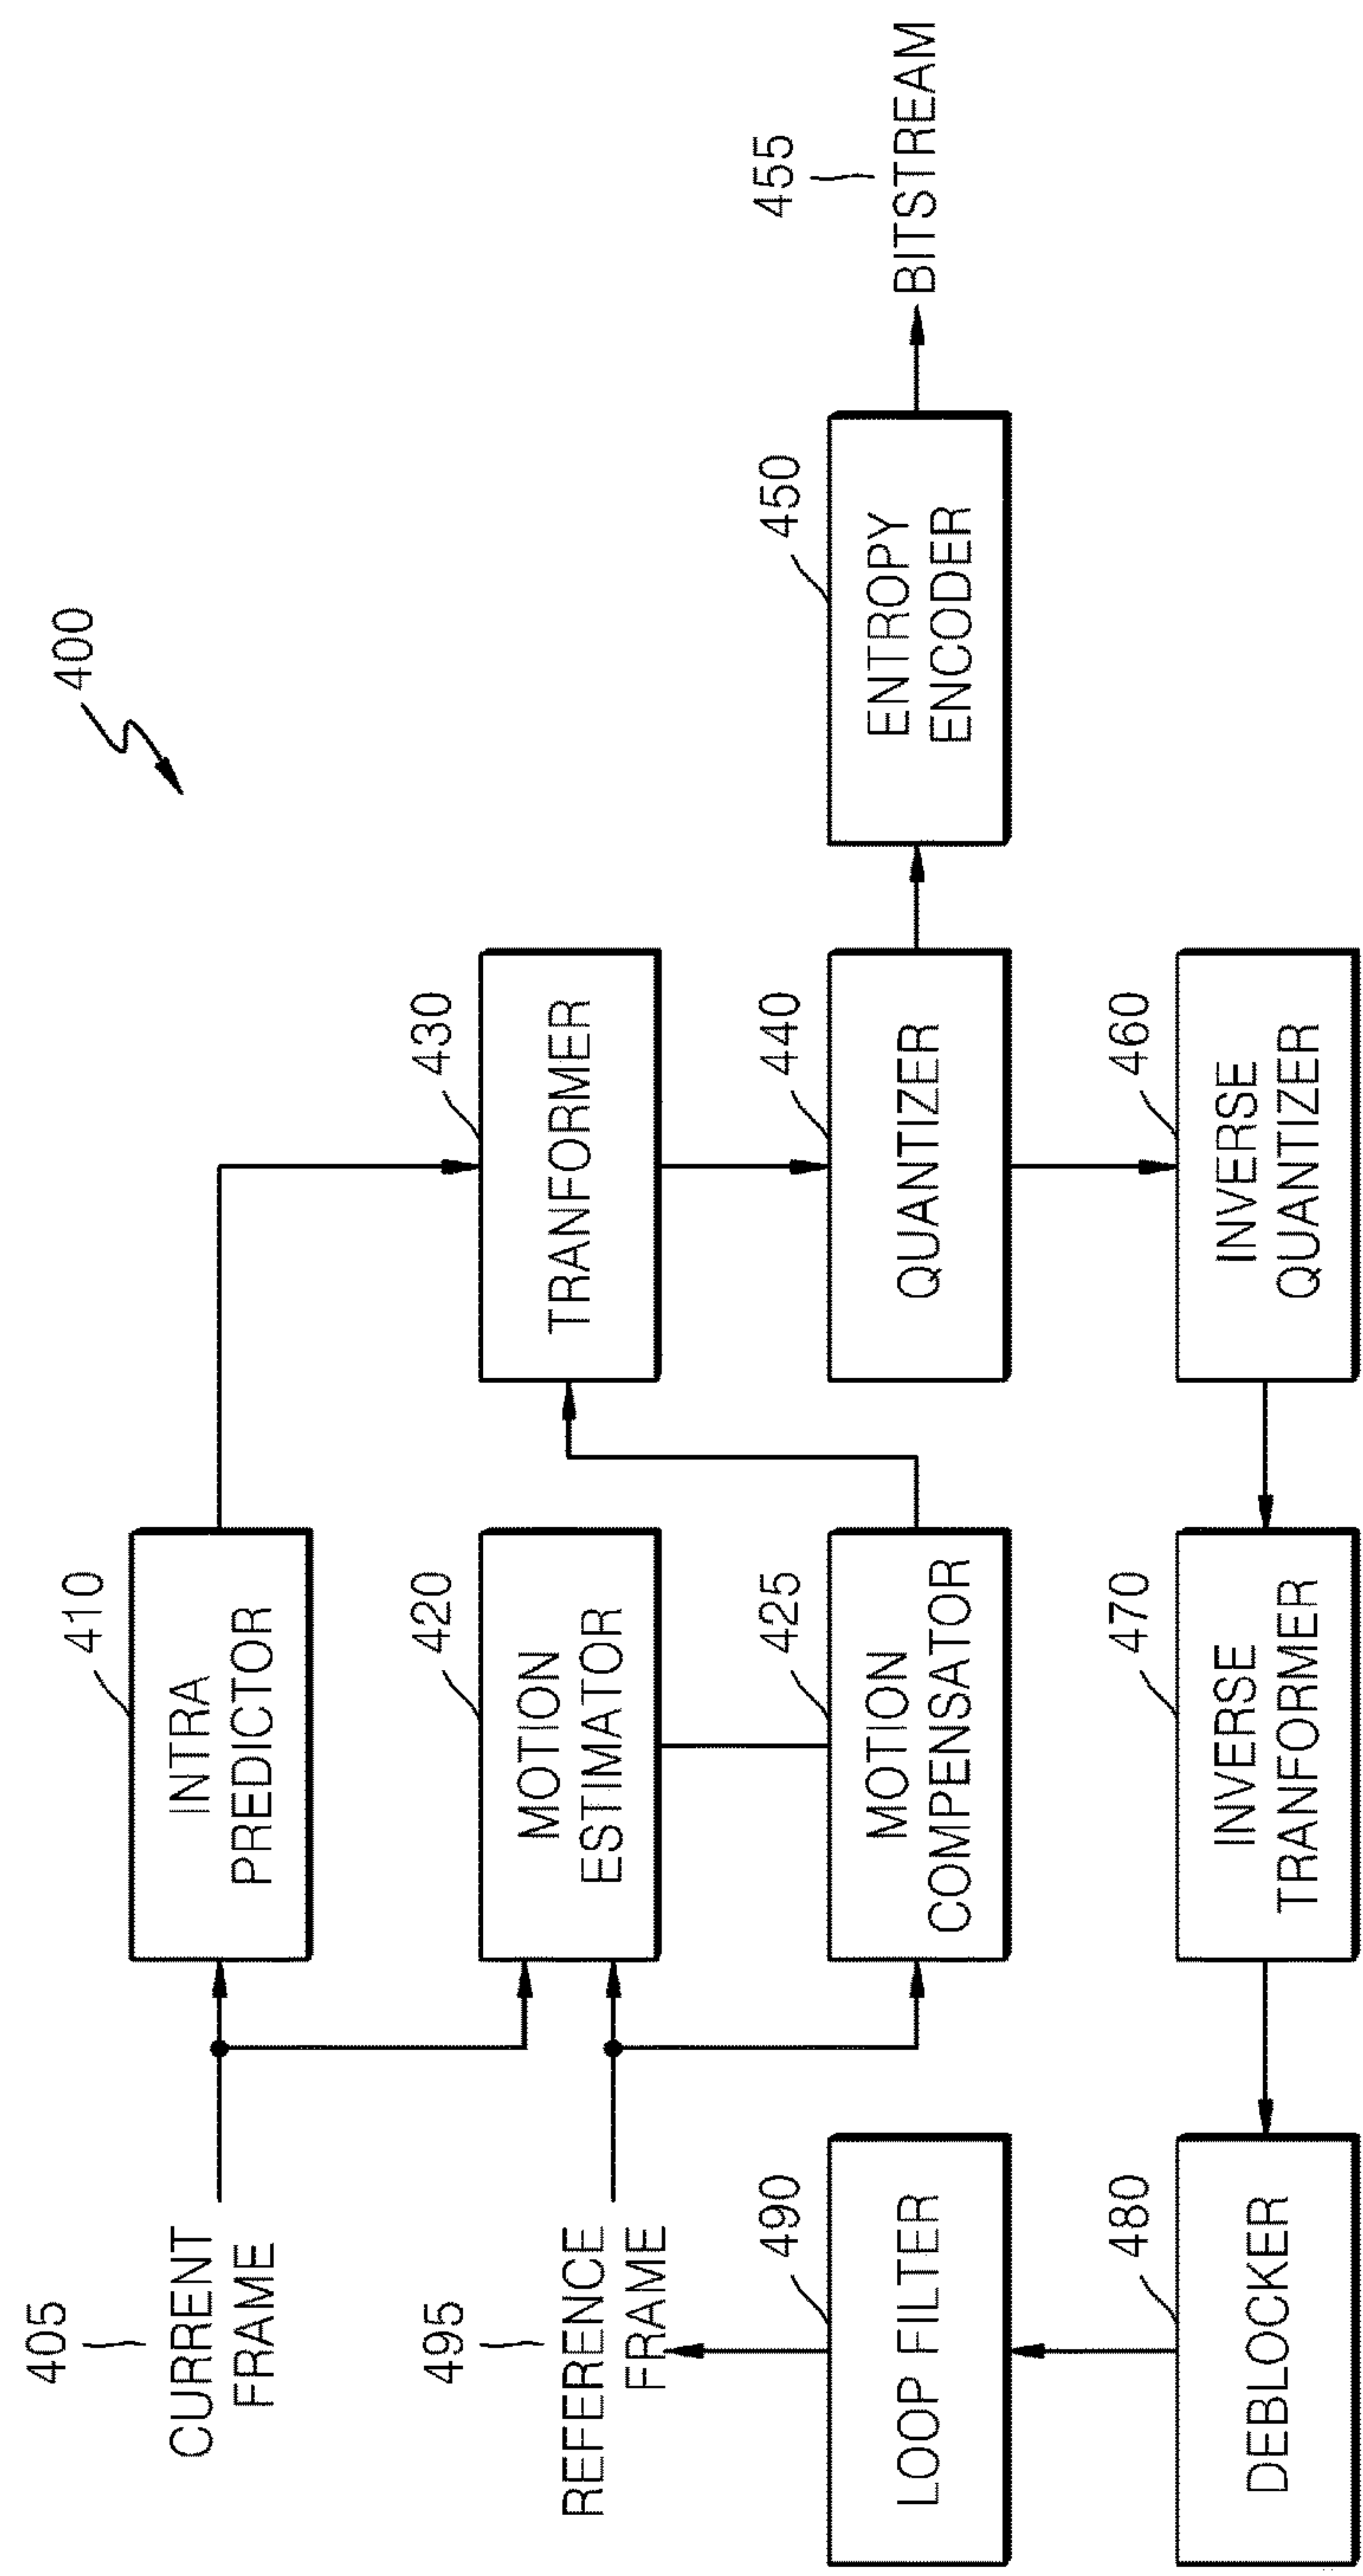 400
405
CURRENT
FRAME
410
INTRA
PREDICTOR
495
REFERENCE
FRAME
420
MOTION
ESTIMATOR
430
TRANFORMER
490
LOOP FILTER
425
MOTION
COMPENSATOR
440
QUANTIZER
450
ENTROPY
ENCODER
455
BITSTREAM
480
DEBLOCKER
470
INVERSE
TRANFORMER
460
INVERSE
QUANTIZER